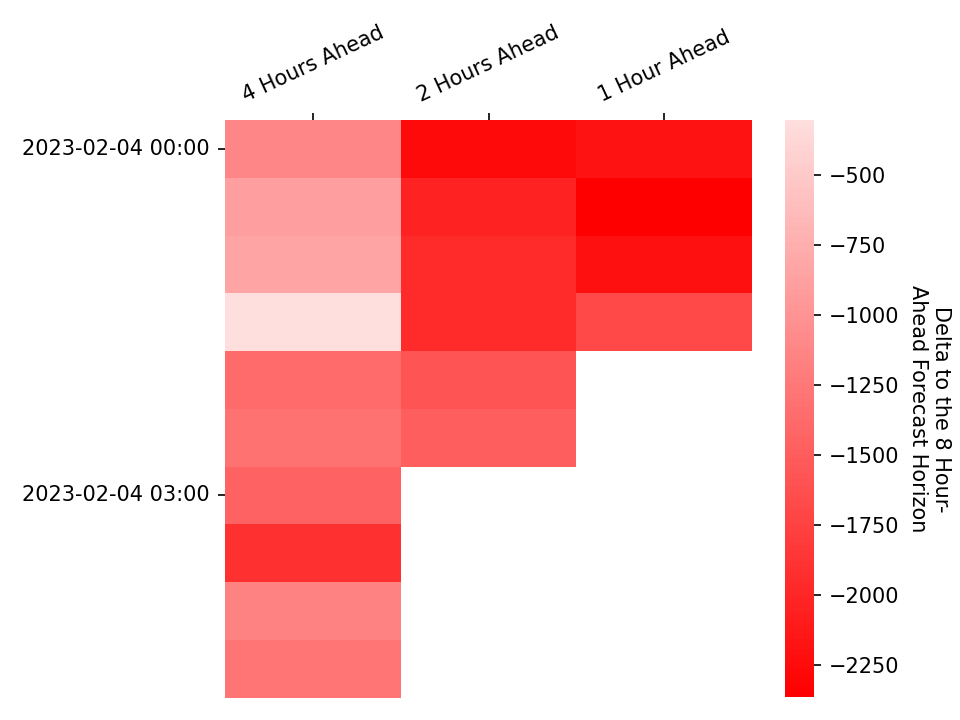 4 Hours Ahead
2 Hours Ahead
1 Hour Ahead
2023-02-04 00:00
2023-02-04 03:00
−500
−750
−1000
−1250
−1500
−1750
−2000
−2250
Delta to the 8 Hour-
Ahead Forecast Horizon